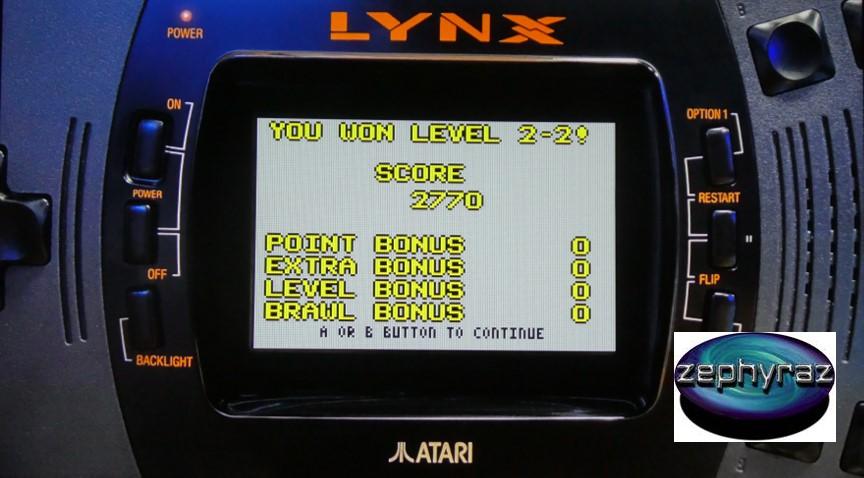 LYNX
POWER
ON
POWER
OFF
BACKLIGHT
OPTION 1
RESTART
"
FLIP
YOU WON LEVEL 2-2!
SCORE
2770
POINT BONUS 0
EXTRA BONUS 0
LEVEL BONUS 0
BRAWL BONUS 0
A OR B BUTTON TO CONTINUE
zephyraz
ATARI